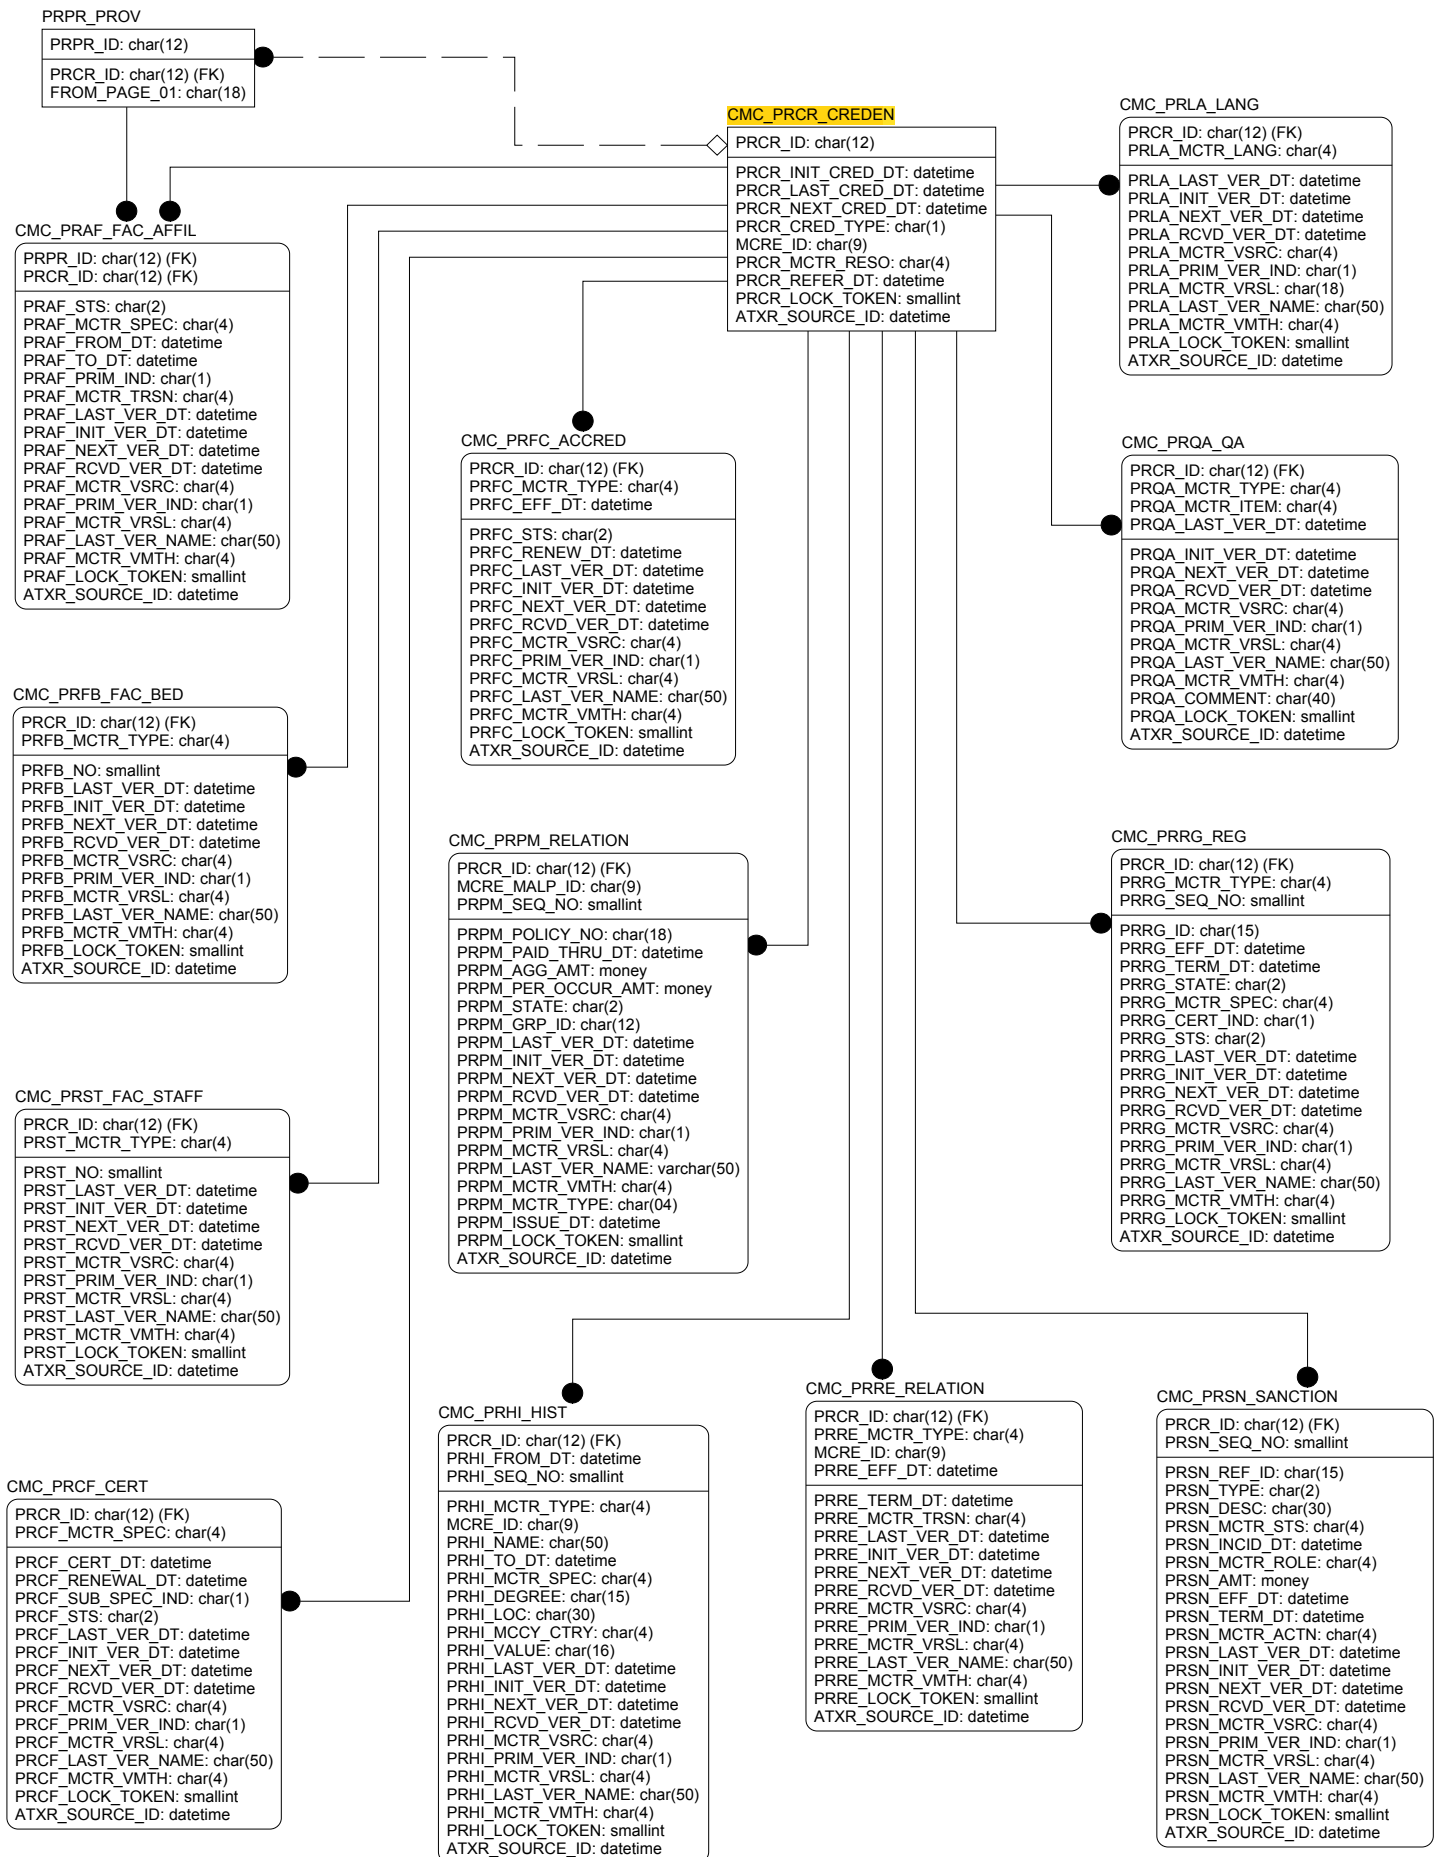 PRPR_PROV
PRPR_ID: char(12)
PRCR_ID: char(12) (FK)
FROM_PAGE_01: char(18)
CMC_PRCR_CREDEN
PRCR_ID: char(12)
PRCR_INIT_CRED_DT: datetime
PRCR_LAST_CRED_DT: datetime
PRCR_NEXT_CRED_DT: datetime
PRCR_CRED_TYPE: char(1)
MCRE_ID: char(9)
PRCR_MCTR_RESO: char(4)
PRCR_REFER_DT: datetime
PRCR_LOCK_TOKEN: smallint
ATXR_SOURCE_ID: datetime
CMC_PRLA_LANG
PRCR_ID: char(12) (FK)
PRLA_MCTR_LANG: char(4)
PRLA_LAST_VER_DT: datetime
PRLA_INIT_VER_DT: datetime
PRLA_NEXT_VER_DT: datetime
PRLA_RCVD_VER_DT: datetime
PRLA_MCTR_VSRC: char(4)
PRLA_PRIM_VER_IND: char(1)
PRLA_MCTR_VRSL: char(18)
PRLA_LAST_VER_NAME: char(50)
PRLA_MCTR_VMTH: char(4)
PRLA_LOCK_TOKEN: smallint
ATXR_SOURCE_ID: datetime
CMC_PRAF_FAC_AFFIL
PRPR_ID: char(12) (FK)
PRCR_ID: char(12) (FK)
PRAF_STS: char(2)
PRAF_MCTR_SPEC: char(4)
PRAF_FROM_DT: datetime
PRAF_TO_DT: datetime
PRAF_PRIM_IND: char(1)
PRAF_MCTR_TRSN: char(4)
PRAF_LAST_VER_DT: datetime
PRAF_INIT_VER_DT: datetime
PRAF_NEXT_VER_DT: datetime
PRAF_RCVD_VER_DT: datetime
PRAF_MCTR_VSRC: char(4)
PRAF_PRIM_VER_IND: char(1)
PRAF_MCTR_VRSL: char(4)
PRAF_LAST_VER_NAME: char(50)
PRAF_MCTR_VMTH: char(4)
PRAF_LOCK_TOKEN: smallint
ATXR_SOURCE_ID: datetime
CMC_PRFC_ACCRED
PRCR_ID: char(12) (FK)
PRFC_MCTR_TYPE: char(4)
PRFC_EFF_DT: datetime
PRFC_STS: char(2)
PRFC_RENEW_DT: datetime
PRFC_LAST_VER_DT: datetime
PRFC_INIT_VER_DT: datetime
PRFC_NEXT_VER_DT: datetime
PRFC_RCVD_VER_DT: datetime
PRFC_MCTR_VSRC: char(4)
PRFC_PRIM_VER_IND: char(1)
PRFC_MCTR_VRSL: char(4)
PRFC_LAST_VER_NAME: char(50)
PRFC_MCTR_VMTH: char(4)
PRFC_LOCK_TOKEN: smallint
ATXR_SOURCE_ID: datetime
CMC_PRQA_QA
PRCR_ID: char(12) (FK)
PRQA_MCTR_TYPE: char(4)
PRQA_MCTR_ITEM: char(4)
PRQA_LAST_VER_DT: datetime
PRQA_INIT_VER_DT: datetime
PRQA_NEXT_VER_DT: datetime
PRQA_RCVD_VER_DT: datetime
PRQA_MCTR_VSRC: char(4)
PRQA_PRIM_VER_IND: char(1)
PRQA_MCTR_VRSL: char(4)
PRQA_LAST_VER_NAME: char(50)
PRQA_MCTR_VMTH: char(4)
PRQA_COMMENT: char(40)
PRQA_LOCK_TOKEN: smallint
ATXR_SOURCE_ID: datetime
CMC_PRFB_FAC_BED
PRCR_ID: char(12) (FK)
PRFB_MCTR_TYPE: char(4)
PRFB_NO: smallint
PRFB_LAST_VER_DT: datetime
PRFB_INIT_VER_DT: datetime
PRFB_NEXT_VER_DT: datetime
PRFB_RCVD_VER_DT: datetime
PRFB_MCTR_VSRC: char(4)
PRFB_PRIM_VER_IND: char(1)
PRFB_MCTR_VRSL: char(4)
PRFB_LAST_VER_NAME: char(50)
PRFB_MCTR_VMTH: char(4)
PRFB_LOCK_TOKEN: smallint
ATXR_SOURCE_ID: datetime
CMC_PRPM_RELATION
PRCR_ID: char(12) (FK)
MCRE_MALP_ID: char(9)
PRPM_SEQ_NO: smallint
PRPM_POLICY_NO: char(18)
PRPM_PAID_THRU_DT: datetime
PRPM_AGG_AMT: money
PRPM_PER_OCCUR_AMT: money
PRPM_STATE: char(2)
PRPM_GRP_ID: char(12)
PRPM_LAST_VER_DT: datetime
PRPM_INIT_VER_DT: datetime
PRPM_NEXT_VER_DT: datetime
PRPM_RCVD_VER_DT: datetime
PRPM_MCTR_VSRC: char(4)
PRPM_PRIM_VER_IND: char(1)
PRPM_MCTR_VRSL: char(4)
PRPM_LAST_VER_NAME: varchar(50)
PRPM_MCTR_VMTH: char(4)
PRPM_MCTR_TYPE: char(04)
PRPM_ISSUE_DT: datetime
PRPM_LOCK_TOKEN: smallint
ATXR_SOURCE_ID: datetime
CMC_PRRG_REG
PRCR_ID: char(12) (FK)
PRRG_MCTR_TYPE: char(4)
PRRG_SEQ_NO: smallint
PRRG_ID: char(15)
PRRG_EFF_DT: datetime
PRRG_TERM_DT: datetime
PRRG_STATE: char(2)
PRRG_MCTR_SPEC: char(4)
PRRG_CERT_IND: char(1)
PRRG_STS: char(2)
PRRG_LAST_VER_DT: datetime
PRRG_INIT_VER_DT: datetime
PRRG_NEXT_VER_DT: datetime
PRRG_RCVD_VER_DT: datetime
PRRG_MCTR_VSRC: char(4)
PRRG_PRIM_VER_IND: char(1)
PRRG_MCTR_VRSL: char(4)
PRRG_LAST_VER_NAME: char(50)
PRRG_MCTR_VMTH: char(4)
PRRG_LOCK_TOKEN: smallint
ATXR_SOURCE_ID: datetime
CMC_PRST_FAC_STAFF
PRCR_ID: char(12) (FK)
PRST_MCTR_TYPE: char(4)
PRST_NO: smallint
PRST_LAST_VER_DT: datetime
PRST_INIT_VER_DT: datetime
PRST_NEXT_VER_DT: datetime
PRST_RCVD_VER_DT: datetime
PRST_MCTR_VSRC: char(4)
PRST_PRIM_VER_IND: char(1)
PRST_MCTR_VRSL: char(4)
PRST_LAST_VER_NAME: char(50)
PRST_MCTR_VMTH: char(4)
PRST_LOCK_TOKEN: smallint
ATXR_SOURCE_ID: datetime
CMC_PRHI_HIST
PRCR_ID: char(12) (FK)
PRHI_FROM_DT: datetime
PRHI_SEQ_NO: smallint
PRHI_MCTR_TYPE: char(4)
MCRE_ID: char(9)
PRHI_NAME: char(50)
PRHI_TO_DT: datetime
PRHI_MCTR_SPEC: char(4)
PRHI_DEGREE: char(15)
PRHI_LOC: char(30)
PRHI_MCCY_CTRY: char(4)
PRHI_VALUE: char(16)
PRHI_LAST_VER_DT: datetime
PRHI_INIT_VER_DT: datetime
PRHI_NEXT_VER_DT: datetime
PRHI_RCVD_VER_DT: datetime
PRHI_MCTR_VSRC: char(4)
PRHI_PRIM_VER_IND: char(1)
PRHI_MCTR_VRSL: char(4)
PRHI_LAST_VER_NAME: char(50)
PRHI_MCTR_VMTH: char(4)
PRHI_LOCK_TOKEN: smallint
ATXR_SOURCE_ID: datetime
CMC_PRRE_RELATION
PRCR_ID: char(12) (FK)
PRRE_MCTR_TYPE: char(4)
MCRE_ID: char(9)
PRRE_EFF_DT: datetime
PRRE_TERM_DT: datetime
PRRE_MCTR_TRSN: char(4)
PRRE_LAST_VER_DT: datetime
PRRE_INIT_VER_DT: datetime
PRRE_NEXT_VER_DT: datetime
PRRE_RCVD_VER_DT: datetime
PRRE_MCTR_VSRC: char(4)
PRRE_PRIM_VER_IND: char(1)
PRRE_MCTR_VRSL: char(4)
PRRE_LAST_VER_NAME: char(50)
PRRE_MCTR_VMTH: char(4)
PRRE_LOCK_TOKEN: smallint
ATXR_SOURCE_ID: datetime
CMC_PRSN_SANCTION
PRCR_ID: char(12) (FK)
PRSN_SEQ_NO: smallint
PRSN_REF_ID: char(15)
PRSN_TYPE: char(2)
PRSN_DESC: char(30)
PRSN_MCTR_STS: char(4)
PRSN_INCID_DT: datetime
PRSN_MCTR_ROLE: char(4)
PRSN_AMT: money
PRSN_EFF_DT: datetime
PRSN_TERM_DT: datetime
PRSN_MCTR_ACTN: char(4)
PRSN_LAST_VER_DT: datetime
PRSN_INIT_VER_DT: datetime
PRSN_NEXT_VER_DT: datetime
PRSN_RCVD_VER_DT: datetime
PRSN_MCTR_VSRC: char(4)
PRSN_PRIM_VER_IND: char(1)
PRSN_MCTR_VRSL: char(4)
PRSN_LAST_VER_NAME: char(50)
PRSN_MCTR_VMTH: char(4)
PRSN_LOCK_TOKEN: smallint
ATXR_SOURCE_ID: datetime
CMC_PRCF_CERT
PRCR_ID: char(12) (FK)
PRCF_MCTR_SPEC: char(4)
PRCF_CERT_DT: datetime
PRCF_RENEWAL_DT: datetime
PRCF_SUB_SPEC_IND: char(1)
PRCF_STS: char(2)
PRCF_LAST_VER_DT: datetime
PRCF_INIT_VER_DT: datetime
PRCF_NEXT_VER_DT: datetime
PRCF_RCVD_VER_DT: datetime
PRCF_MCTR_VSRC: char(4)
PRCF_PRIM_VER_IND: char(1)
PRCF_MCTR_VRSL: char(4)
PRCF_LAST_VER_NAME: char(50)
PRCF_MCTR_VMTH: char(4)
PRCF_LOCK_TOKEN: smallint
ATXR_SOURCE_ID: datetime